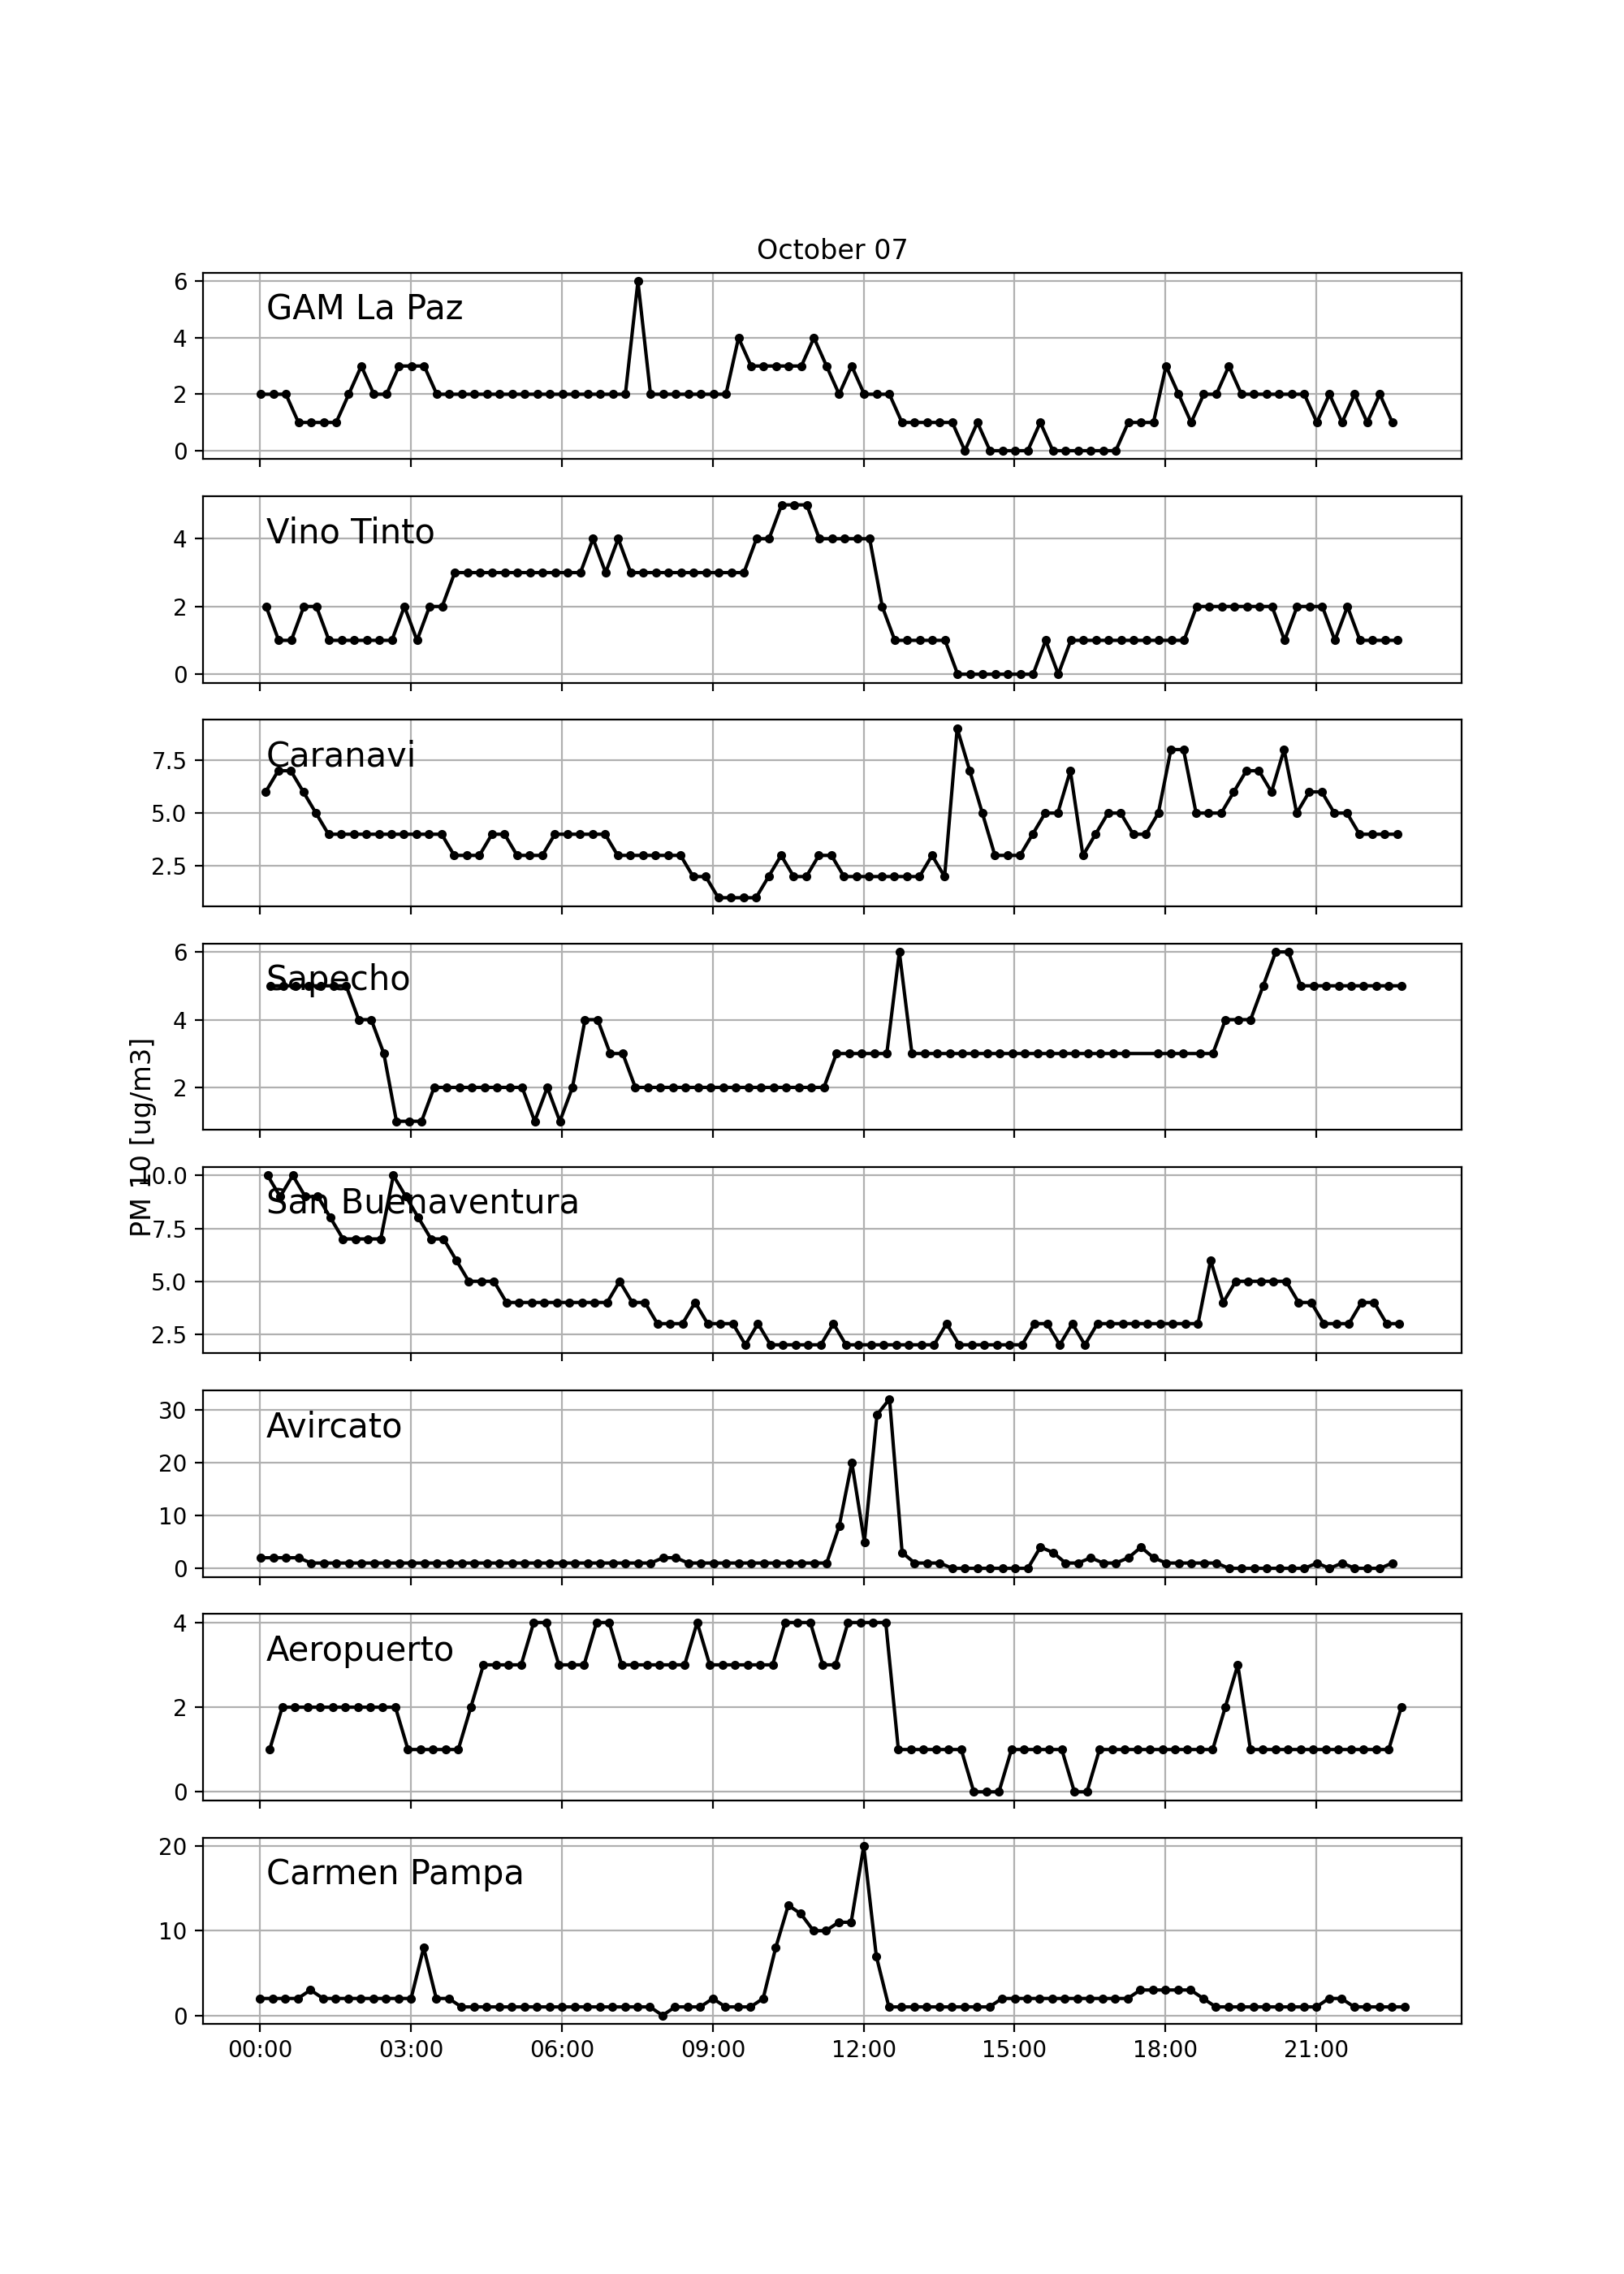 October 07
6
GAM La Paz
4
2
0
Vino Tinto
4
2
0
Caranavi
7.5
5.0
2.5
6
Sapecho
4
2
PM 10 [ug/m3]
10.0
San Buenaventura
7.5
5.0
2.5
30
Avircato
20
10
0
4
Aeropuerto
2
0
20
Carmen Pampa
10
0
00:00 03:00 06:00 09:00 12:00 15:00 18:00 21:00